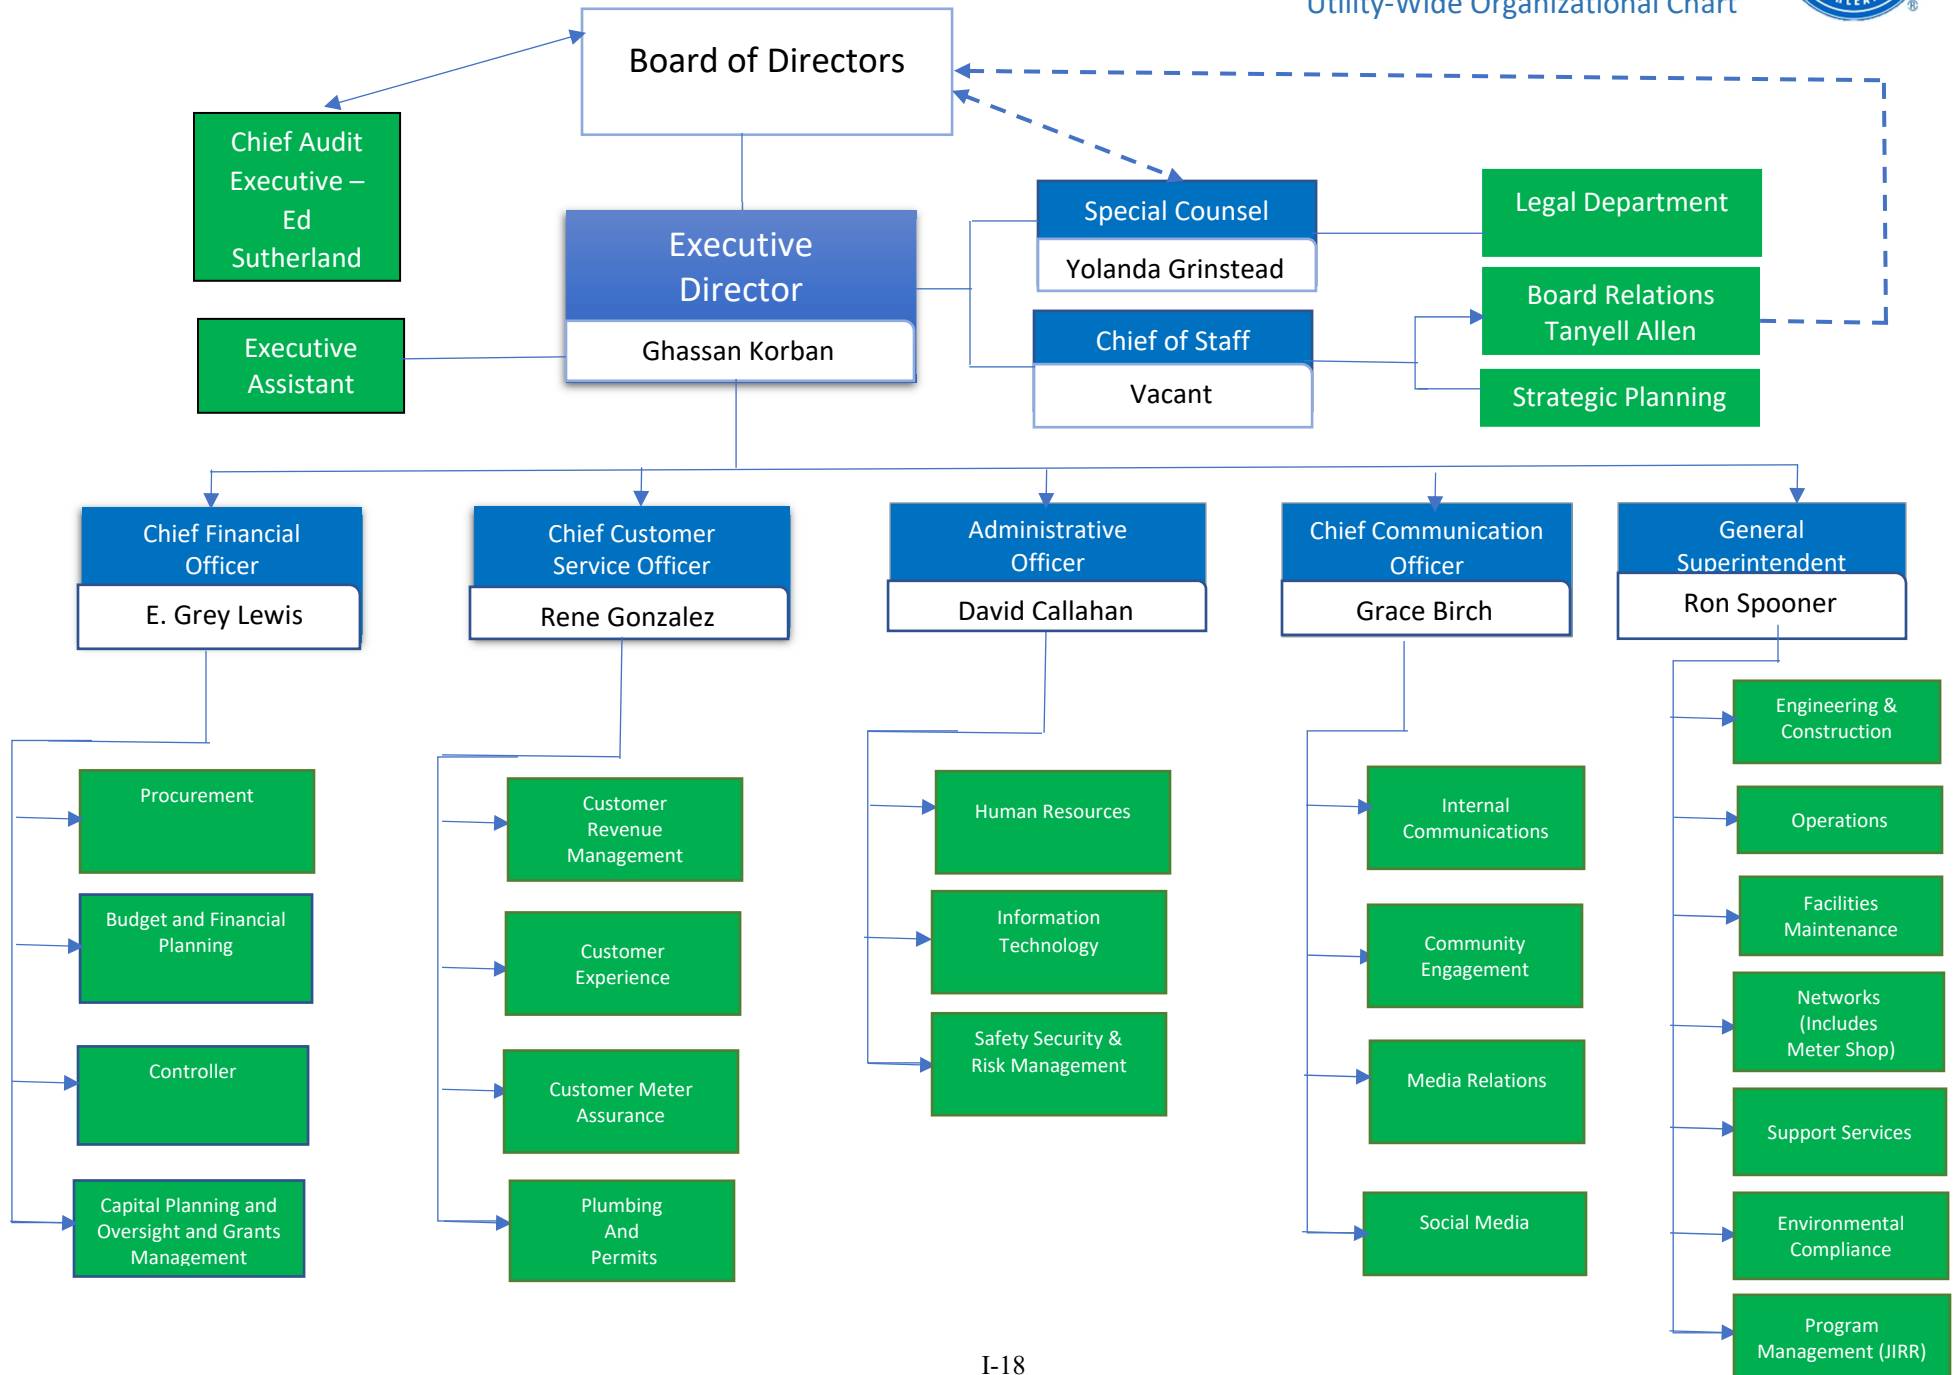 Utility-Wide Organizational Chart
®
Board of Directors
Chief Audit
Executive –
Ed
Sutherland
Executive
Director
Ghassan Korban
Executive
Assistant
Special Counsel
Yolanda Grinstead
Chief of Staff
Vacant
Legal Department
Board Relations
Tanyell Allen
Strategic Planning
Chief Financial
Officer
E. Grey Lewis
Chief Customer
Service Officer
Rene Gonzalez
Administrative
Officer
David Callahan
Chief Communication
Officer
Grace Birch
General
Superintendent
Ron Spooner
Procurement
Budget and Financial
Planning
Controller
Capital Planning and
Oversight and Grants
Management
Customer
Revenue
Management
Customer
Experience
Customer Meter
Assurance
Plumbing
And
Permits
Human Resources
Information
Technology
Safety Security &
Risk Management
Internal
Communications
Community
Engagement
Media Relations
Social Media
Engineering &
Construction
Operations
Facilities
Maintenance
Networks
(Includes
Meter Shop)
Support Services
Environmental
Compliance
Program
Management (JIRR)
I-18